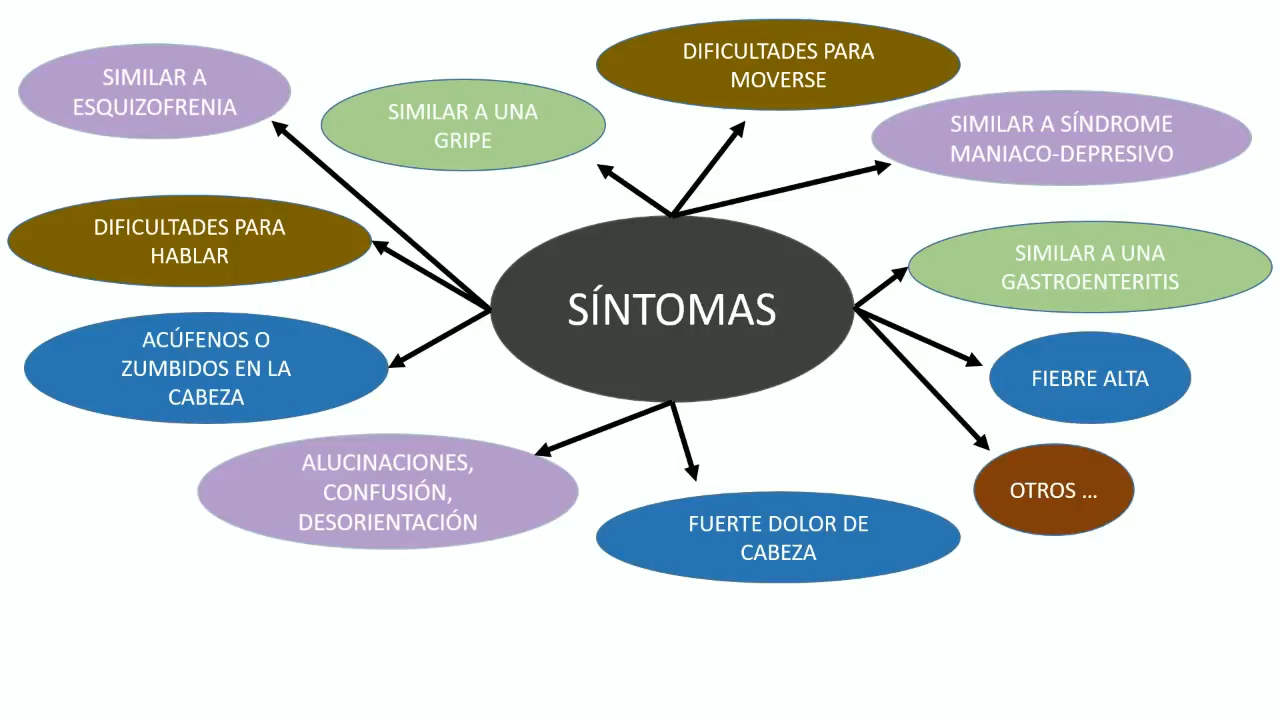 DIFICULTADES PARA
MOVERSE
SIMILAR A
ESQUIZOFRENIA
SIMILAR A UNA
GRIPE
SIMILAR A SÍNDROME
MANIACO-DEPRESIVO
DIFICULTADES PARA
HABLAR
SIMILAR A UNA
GASTROENTERITIS
SÍNTOMAS
ACÚFENOS O
ZUMBIDOS EN LA
CABEZA
FIEBRE ALTA
ALUCINACIONES,
CONFUSIÓN,
DESORIENTACIÓN
OTROS ...
FUERTE DOLOR DE
CABEZA